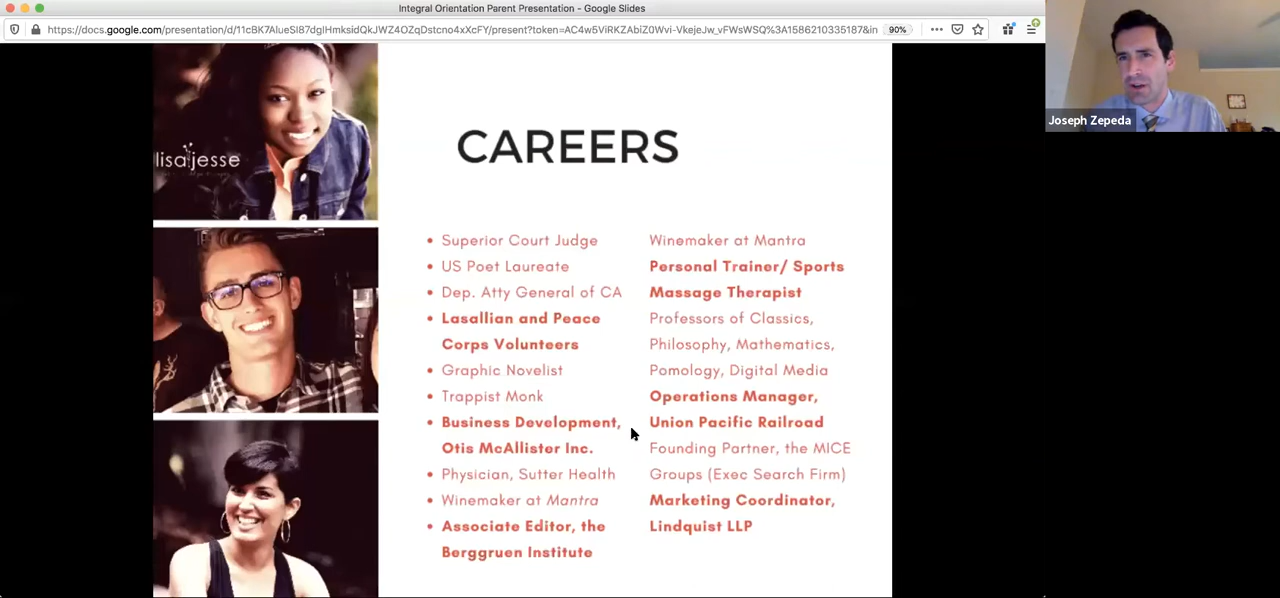 Integral Orientation Parent Presentation - Google Slides
https://docs.google.com/presentation/d/11cBK7AlueSl87dgIHmksidQkJWZ4OZqDstcno4xXcFY/present?token=AC4w5ViRKZAbiZ0Wvi-VkejeJw_vFWsWSQ%3A1586210335187&in
90%
Joseph Zepeda
lisa jesse
CAREERS
• Superior Court Judge
• US Poet Laureate
• Dep. Atty General of CA
• Lasallian and Peace
Corps Volunteers
• Graphic Novelist
• Trappist Monk
• Business Development,
Otis McAllister Inc.
• Physician, Sutter Health
• Winemaker at Mantra
• Associate Editor, the
Berggruen Institute
Winemaker at Mantra
Personal Trainer/ Sports
Massage Therapist
Professors of Classics,
Philosophy, Mathematics,
Pomology, Digital Media
Operations Manager,
Union Pacific Railroad
Founding Partner, the MICE
Groups (Exec Search Firm)
Marketing Coordinator,
Lindquist LLP